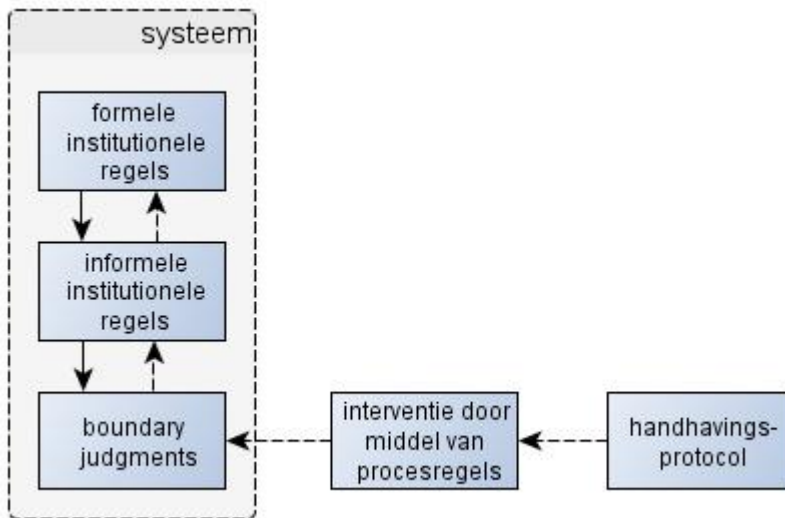 systeem
formele
institutionele
regels
informele
institutionele
regels
boundary
judgments
interventie door
middel van
procesregels
handhavings-
protocol